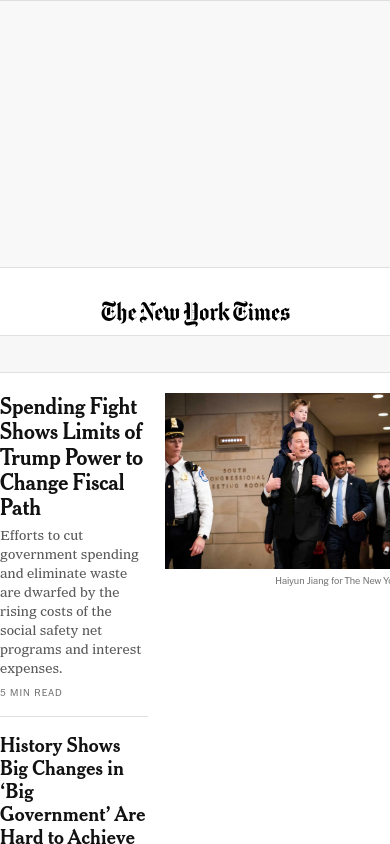 The New York Times
Spending Fight
Shows Limits of
Trump Power to
Change Fiscal
Path
Efforts to cut
government spending
and eliminate waste
are dwarfed by the
rising costs of the
social safety net
programs and interest
expenses.
5 MIN READ
SOUTH
CONGRESSIONAL
MEETING ROOM
Haiyun Jiang for The New Yo
History Shows
Big Changes in
‘Big
Government’ Are
Hard to Achieve